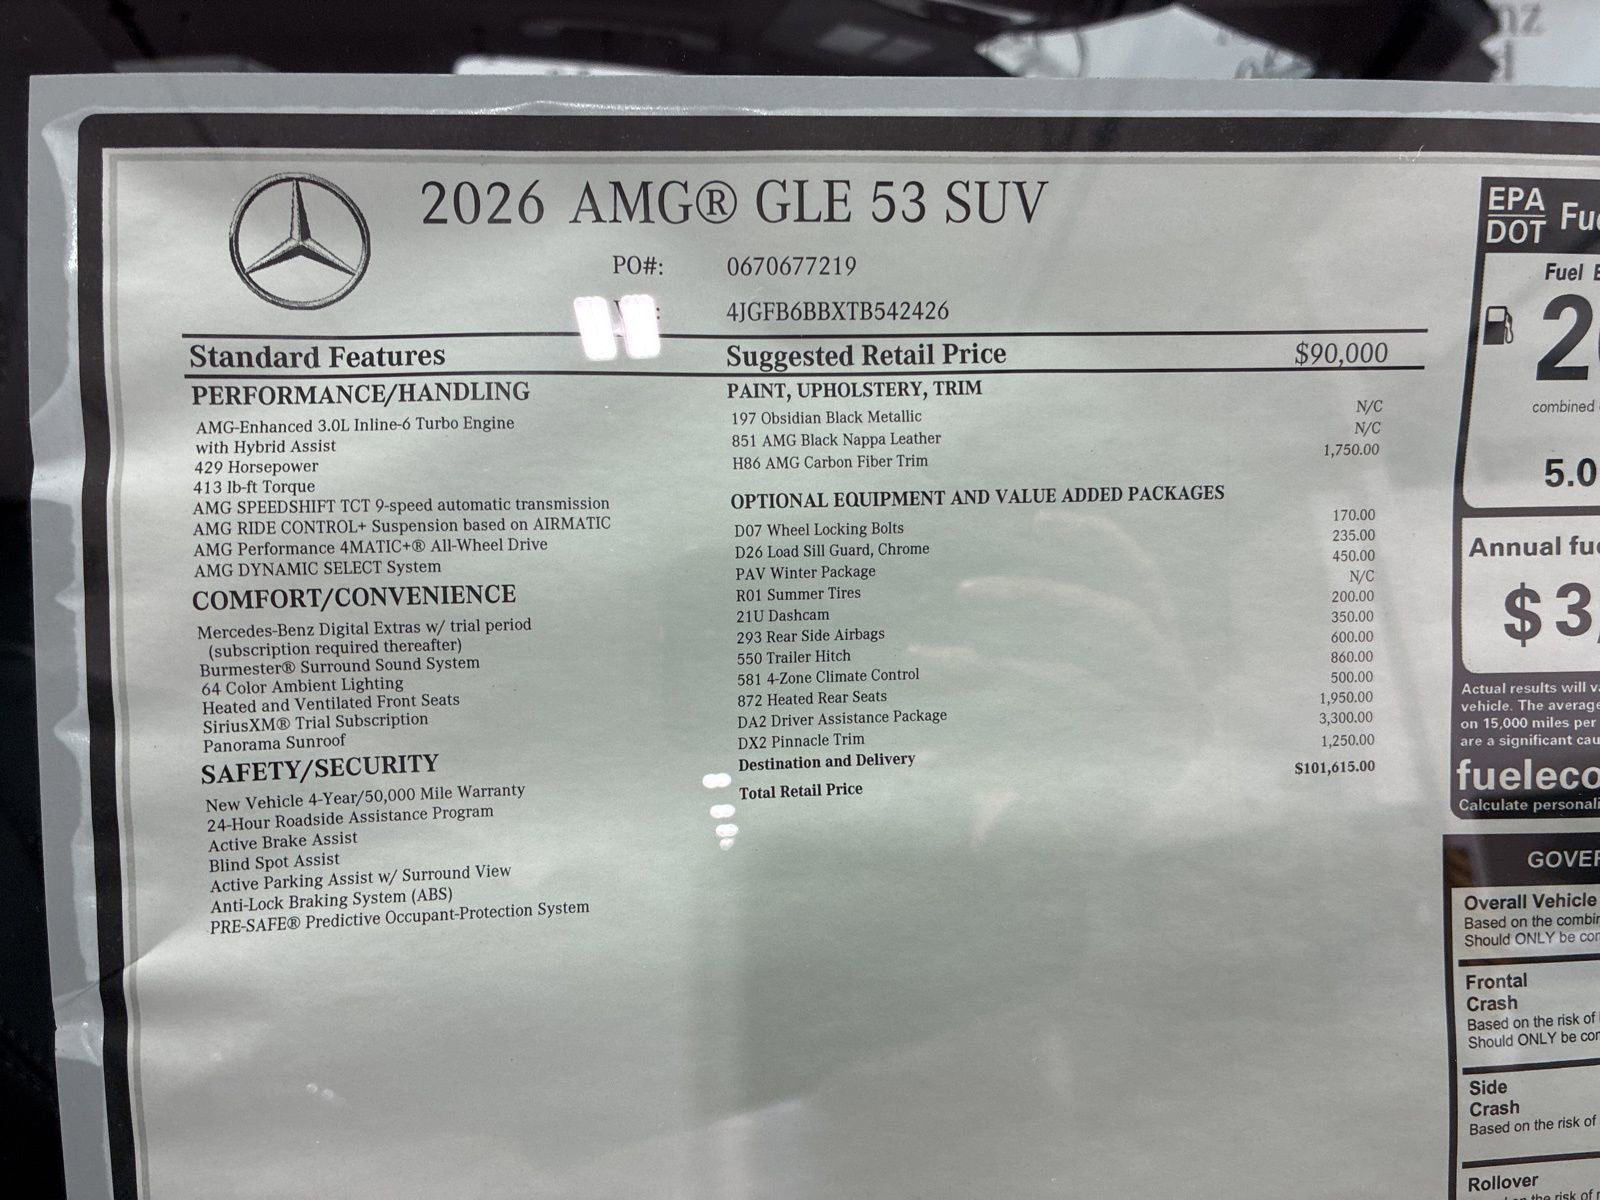 2026 AMG® GLE 53 SUV
PO#: 0670677219
: 4JGFB6BBXTB542426
Standard Features
PERFORMANCE/HANDLING
AMG-Enhanced 3.0L Inline-6 Turbo Engine
with Hybrid Assist
429 Horsepower
413 lb-ft Torque
AMG SPEEDSHIFT TCT 9-speed automatic transmission
AMG RIDE CONTROL+ Suspension based on AIRMATIC
AMG Performance 4MATIC+® All-Wheel Drive
AMG DYNAMIC SELECT System
COMFORT/CONVENIENCE
Mercedes-Benz Digital Extras w/ trial period
(subscription required thereafter)
Burmester® Surround Sound System
64 Color Ambient Lighting
Heated and Ventilated Front Seats
SiriusXM® Trial Subscription
Panorama Sunroof
SAFETY/SECURITY
New Vehicle 4-Year/50,000 Mile Warranty
24-Hour Roadside Assistance Program
Active Brake Assist
Blind Spot Assist
Active Parking Assist w/ Surround View
Anti-Lock Braking System (ABS)
PRE-SAFE® Predictive Occupant-Protection System
Suggested Retail Price $90,000
PAINT, UPHOLSTERY, TRIM
197 Obsidian Black Metallic N/C
851 AMG Black Nappa Leather N/C
H86 AMG Carbon Fiber Trim 1,750.00
OPTIONAL EQUIPMENT AND VALUE ADDED PACKAGES
D07 Wheel Locking Bolts 170.00
D26 Load Sill Guard, Chrome 235.00
PAV Winter Package 450.00
R01 Summer Tires N/C
21U Dashcam 200.00
293 Rear Side Airbags 350.00
550 Trailer Hitch 600.00
581 4-Zone Climate Control 860.00
872 Heated Rear Seats 500.00
DA2 Driver Assistance Package 1,950.00
DX2 Pinnacle Trim 3,300.00
Destination and Delivery 1,250.00
Total Retail Price $101,615.00
EPA
DOT
Fuel
combined
5.0
Annual
$3,
Actual results will
vehicle. The average
on 15,000 miles per
are a significant
fueleco
Calculate
GOVER
Overall Vehicle
Based on the
Should ONLY be
Frontal
Crash
Based on the risk of
Should ONLY be
Side
Crash
Based on the risk of
Rollover
the risk of